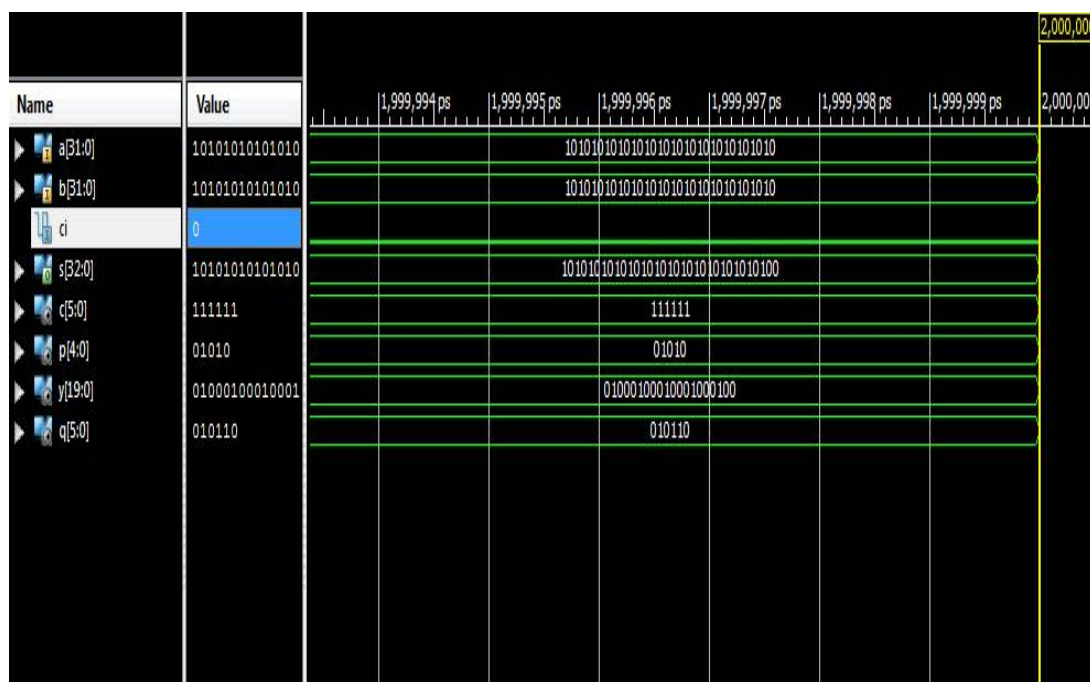 2,000,00
Name Value 1,999,994 ps 1,999,995 ps 1,999,996 ps 1,999,997 ps 1,999,998 ps 1,999,999 ps 2,000,00
a[31:0] 10101010101010 10101010101010101010101010101010
b[31:0] 10101010101010 10101010101010101010101010101010
ci 0
s[32:0] 10101010101010 101010101010101010101010101010100
c[5:0] 111111 111111
p[4:0] 01010 01010
y[19:0] 01000100010001 01000100010001000100
q[5:0] 010110 010110